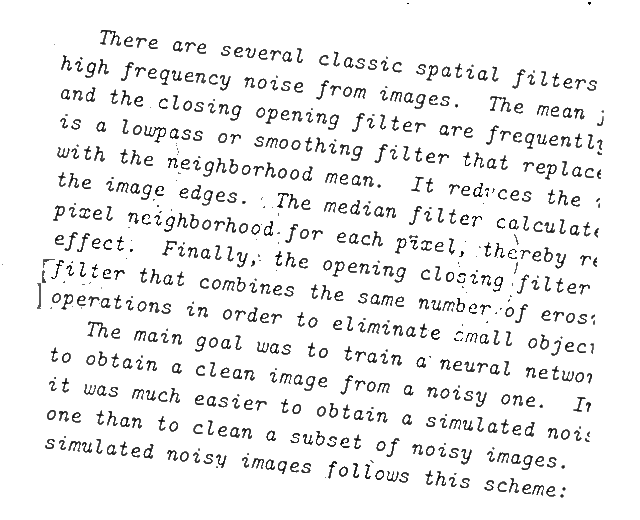 There are several classic spatial filters
high frequency noise from images. The mean
and the closing opening filter are frequently
is a lowpass or smoothing filter that replace
with the neighborhood mean. It reduces the
the image edges. The median filter calculate
pixel neighborhood for each pixel, thereby re
effect. Finally, the opening closing filter
filter that combines the same number of eros
operations in order to eliminate small object
The main goal was to train a neural networ
to obtain a clean image from a noisy one. I
it was much easier to obtain a simulated nois
one than to clean a subset of noisy images.
simulated noisy images follows this scheme: